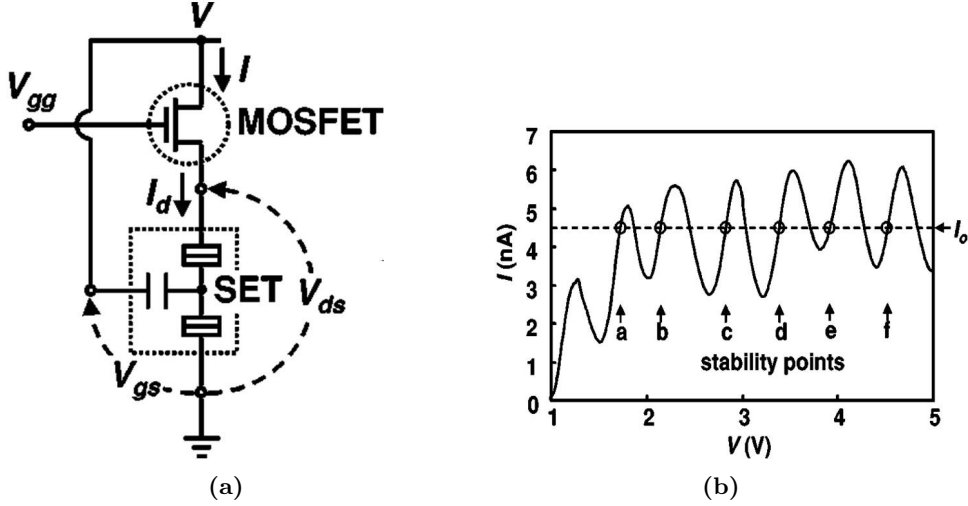 V
I
V_gg
MOSFET
I_d
SET
V_ds
V_gs
(a)
7
6
5
4
3
2
1
0
I (nA)
I_o
a b c d e f
stability points
1 2 3 4 5
V (V)
(b)